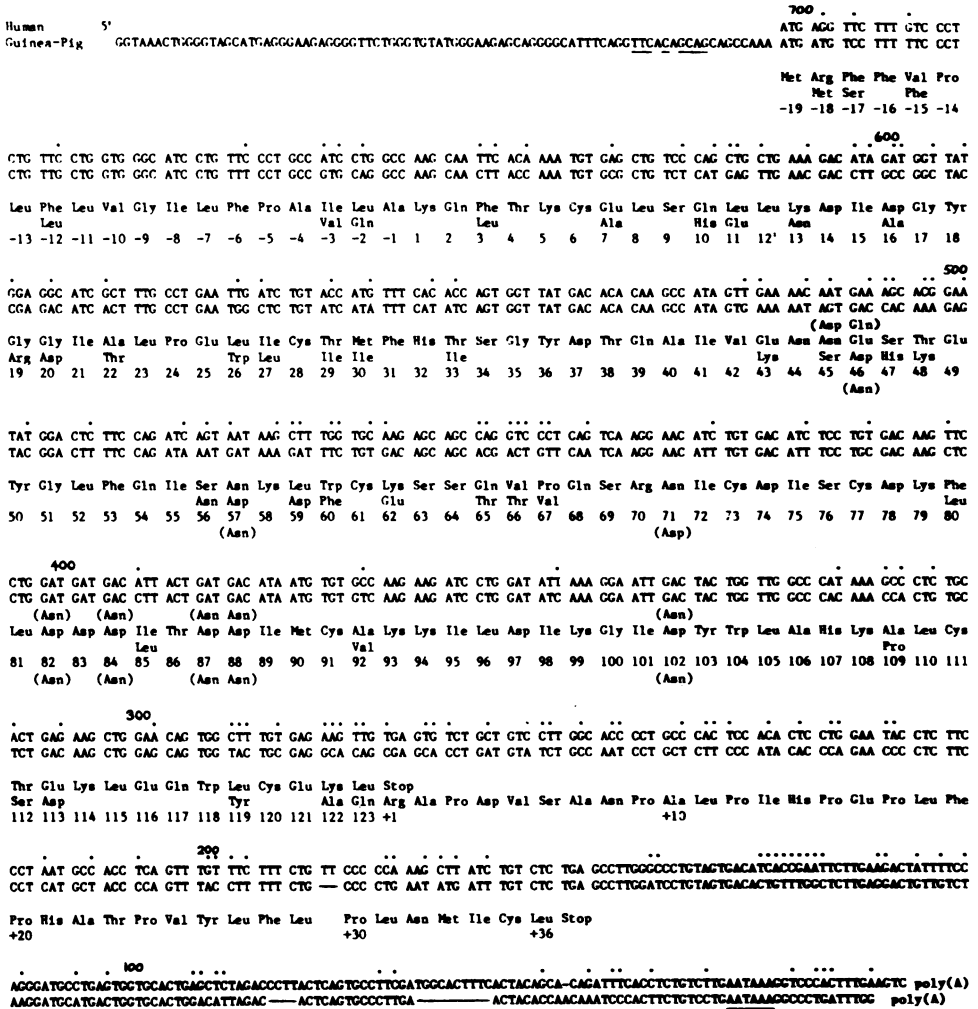 700
Human 5' ATG AGG TTC TTT GTC CCT
Guinea-Pig GGTAAACTGGGGTAGCATGAGGGAAGAGGGGTTCTGGGTGTATGGGAAGAGCAGGGGCATTTCAGGTTCACAGCAGCAGCCAAA ATG ATG TCC TTT TTC CCT
Met Arg Phe Phe Val Pro
Met Ser Phe
-19 -18 -17 -16 -15 -14
600
CTG TTC CTG GTG GGC ATC CTG TTC CCT GCC ATC CTG GCC AAG CAA TTC ACA AAA TGT GAG CTG TCC CAG CTG CTG AAA GAC ATA GAT GGT TAT
CTG TTG CTG GTG GGC ATC CTG TTT CCT GCC GTG CAG GCC AAG CAA CTT ACC AAA TGT GCG CTG TCT CAT GAG TTG AAC GAC CTT GCC GGC TAC
Leu Phe Leu Val Gly Ile Leu Phe Pro Ala Ile Leu Ala Lys Gln Phe Thr Lys Cys Glu Leu Ser Gln Leu Leu Lys Asp Ile Asp Gly Tyr
Leu Val Gln Leu Ala His Glu Asn Ala
-13 -12 -11 -10 -9 -8 -7 -6 -5 -4 -3 -2 -1 1 2 3 4 5 6 7 8 9 10 11 12' 13 14 15 16 17 18
500
GGA GGC ATC GCT TTG CCT GAA TTG ATC TGT ACC ATG TTT CAC ACC AGT GGT TAT GAC ACA CAA GCC ATA GTT GAA AAC AAT GAA AGC ACG GAA
CGA GAC ATC ACT TTG CCT GAA TGG CTC TGT ATC ATA TTT CAT ATC AGT GGT TAT GAC ACA CAA GCC ATA GTG AAA AAT AGT GAC CAC AAA GAG
(Asp Gln)
Gly Gly Ile Ala Leu Pro Glu Leu Ile Cys Thr Met Phe His Thr Ser Gly Tyr Asp Thr Gln Ala Ile Val Glu Asn Asn Glu Ser Thr Glu
Arg Asp Thr Trp Leu Ile Ile Ile Lys Ser Asp His Lys
19 20 21 22 23 24 25 26 27 28 29 30 31 32 33 34 35 36 37 38 39 40 41 42 43 44 45 46 47 48 49
(Asn)
TAT GGA CTC TTC CAG ATC AGT AAT AAG CTT TGG TGC AAG AGC AGC CAG GTC CCT CAG TCA AGG AAC ATC TGT GAC ATC TCC TGT GAC AAG TTC
TAC GGA CTT TTC CAG ATA AAT GAT AAA GAT TTC TGT GAC AGC AGC ACG ACT GTT CAA TCA AGG AAC ATT TGT GAC ATT TCC TGC GAC AAG CTC
Tyr Gly Leu Phe Gln Ile Ser Asn Lys Leu Trp Cys Lys Ser Ser Gln Val Pro Gln Ser Arg Asn Ile Cys Asp Ile Ser Cys Asp Lys Phe
Asn Asp Asp Phe Glu Thr Thr Val Leu
50 51 52 53 54 55 56 57 58 59 60 61 62 63 64 65 66 67 68 69 70 71 72 73 74 75 76 77 78 79 80
(Asn) (Asp)
400
CTG GAT GAT GAC ATT ACT GAT GAC ATA ATG TGT GCC AAG AAG ATC CTG GAT ATT AAA GGA ATT GAC TAC TGG TTG GCC CAT AAA GCC CTC TGC
CTG GAT GAT GAC CTT ACT GAT GAC ATA ATG TGT GTC AAG AAG ATC CTG GAT ATC AAA GGA ATT GAC TAC TGG TTG GCC CAC AAA CCA CTG TGC
(Asn) (Asn) (Asn Asn) (Asn)
Leu Asp Asp Asp Ile Thr Asp Asp Ile Met Cys Ala Lys Lys Ile Leu Asp Ile Lys Gly Ile Asp Tyr Trp Leu Ala His Lys Ala Leu Cys
Leu Val Pro
81 82 83 84 85 86 87 88 89 90 91 92 93 94 95 96 97 98 99 100 101 102 103 104 105 106 107 108 109 110 111
(Asn) (Asn) (Asn Asn) (Asn)
300
ACT GAG AAG CTG GAA CAG TGG CTT TGT GAG AAG TTG TGA GTG TCT GCT GTC CTT GGC ACC CCT GCC CAC TCC ACA CTC CTG GAA TAC CTC TTC
TCT GAC AAG CTG GAG CAG TGG TAC TGC GAG GCA CAG CGA GCA CCT GAT GTA TCT GCC AAT CCT GCT CTT CCC ATA CAC CCA GAA CCC CTC TTC
Thr Glu Lys Leu Glu Gln Trp Leu Cys Glu Lys Leu Stop
Ser Asp Tyr Ala Gln Arg Ala Pro Asp Val Ser Ala Asn Pro Ala Leu Pro Ile His Pro Glu Pro Leu Phe
112 113 114 115 116 117 118 119 120 121 122 123 +1 +10
200
CCT AAT GCC ACC TCA GTT TGT TTC TTT CTG TT CCC CCA AAG CTT ATC TGT CTC TGA GCCTTGGGCCCTGTAGTGACATCACCGAATTCTTGAAGACTATTTTCC
CCT CAT GCT ACC CCA GTT TAC CTT TTT CTG — CCC CTG AAT ATG ATT TGT CTC TGA GCCTTGGATCCTGTAGTGACACTGTTTGGCTCTTGAGGACTGTTGTCT
Pro His Ala Thr Pro Val Tyr Leu Phe Leu Pro Leu Asn Met Ile Cys Leu Stop
+20 +30 +36
100
AGGGATGCCTGAGTGGTGCACTGAGCTCTAGACCCTTACTCAGTGCCTTCGATGGCACTTTCACTACAGCA-CAGATTTCACCTCTGTCTTGAATAAAGGTCCCACTTTGAAGTC poly(A)
AAGGATGCATGACTGGTGCACTGGACATTAGAC — ACTCAGTGCCCTTGA — ACTACACCAACAAATCCCACTTCTGTCCTGAATAAAGGCCCTGATTTGG poly(A)